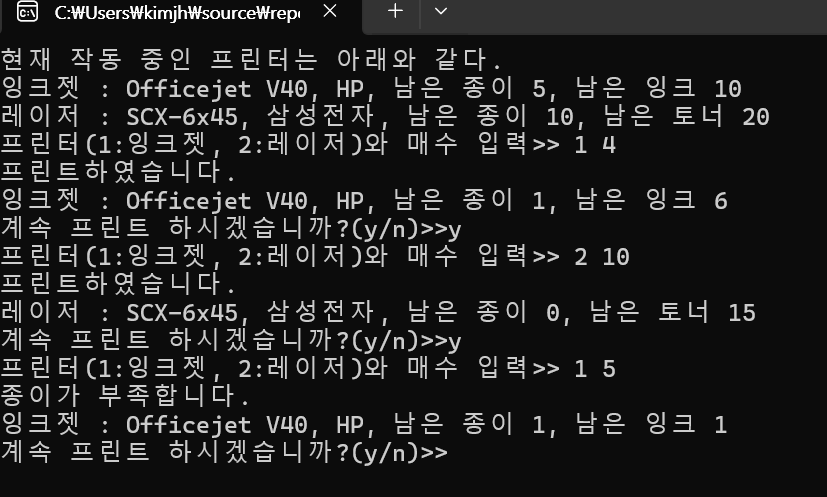 C:₩Users₩kimjh₩source₩repo
현재 작동 중인 프린터는 아래와 같다.
잉크젯 : Officejet V40, HP, 남은 종이 5, 남은 잉크 10
레이저 : SCX-6x45, 삼성전자, 남은 종이 10, 남은 토너 20
프린터(1:잉크젯, 2:레이저)와 매수 입력>> 1 4
프린트하였습니다.
잉크젯 : Officejet V40, HP, 남은 종이 1, 남은 잉크 6
계속 프린트 하시겠습니까?(y/n)>>y
프린터(1:잉크젯, 2:레이저)와 매수 입력>> 2 10
프린트하였습니다.
레이저 : SCX-6x45, 삼성전자, 남은 종이 0, 남은 토너 15
계속 프린트 하시겠습니까?(y/n)>>y
프린터(1:잉크젯, 2:레이저)와 매수 입력>> 1 5
종이가 부족합니다.
잉크젯 : Officejet V40, HP, 남은 종이 1, 남은 잉크 1
계속 프린트 하시겠습니까?(y/n)>>